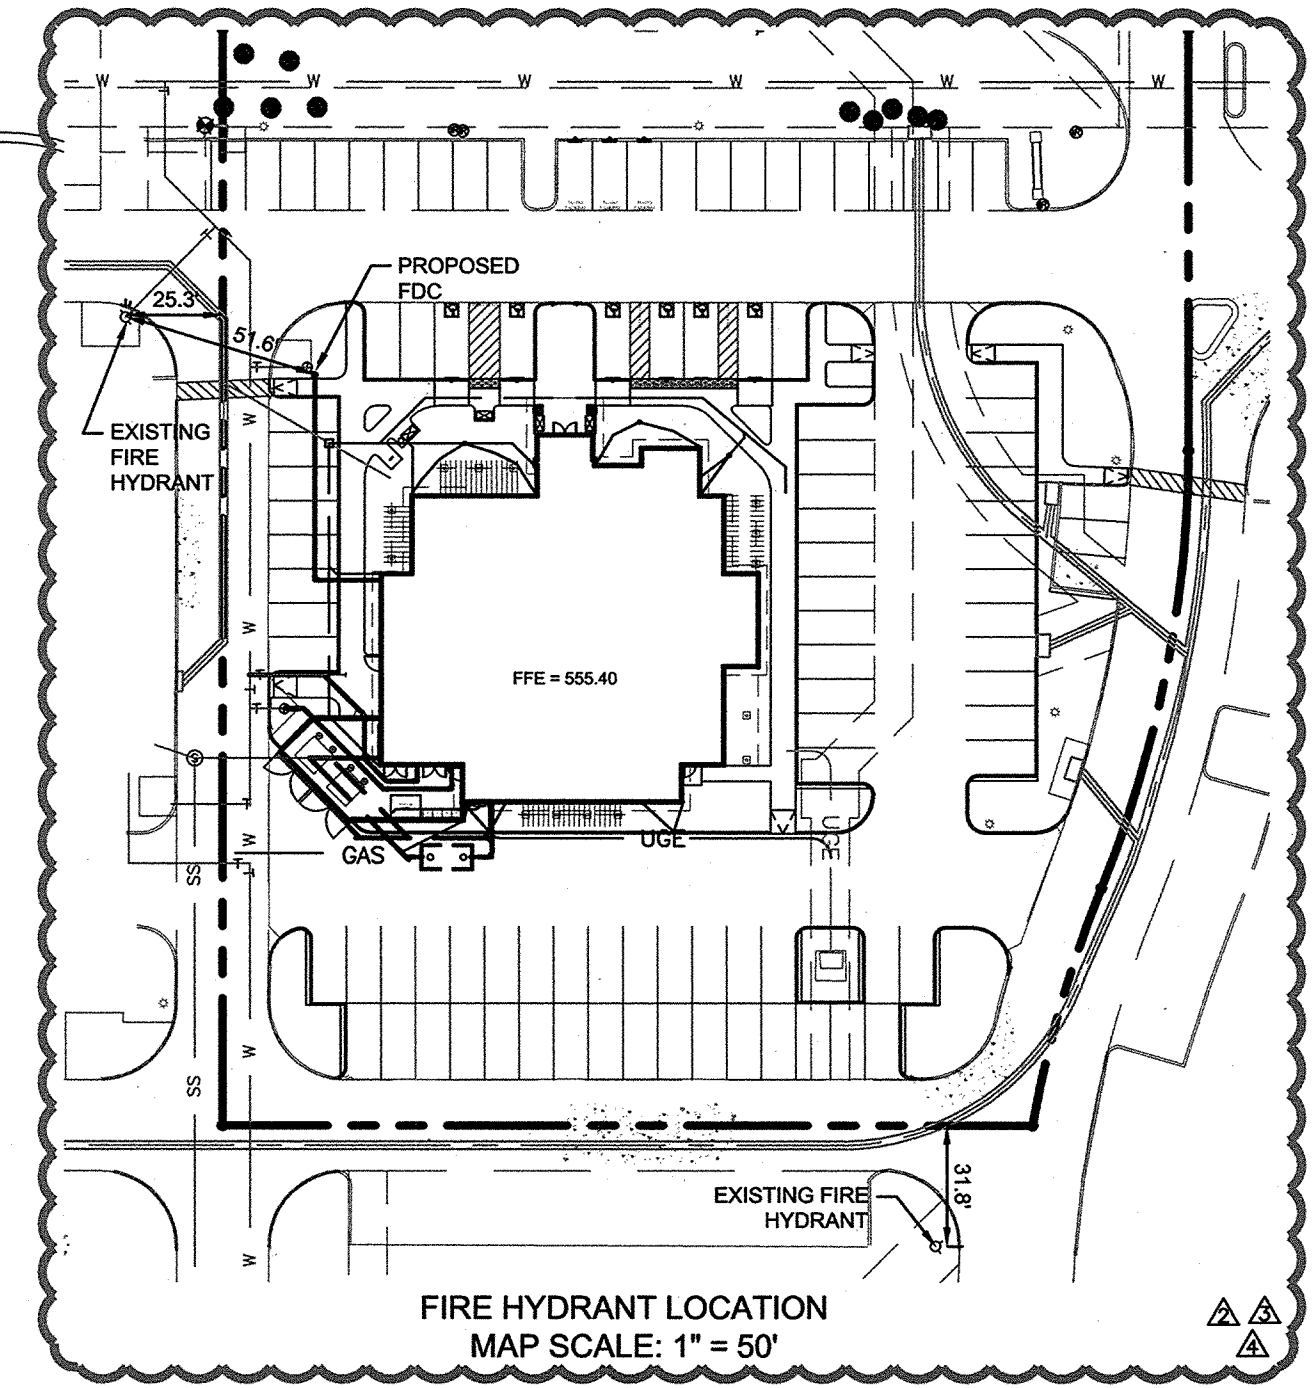 W W W W W W
PROPOSED
FDC
25.3'
51.6'
EXISTING
FIRE
HYDRANT
W
W
FFE = 555.40
W
GAS
UGE
UGE
SS
W
SS
EXISTING FIRE
HYDRANT
31.8'
W
FIRE HYDRANT LOCATION
MAP SCALE: 1" = 50'
2 3
4